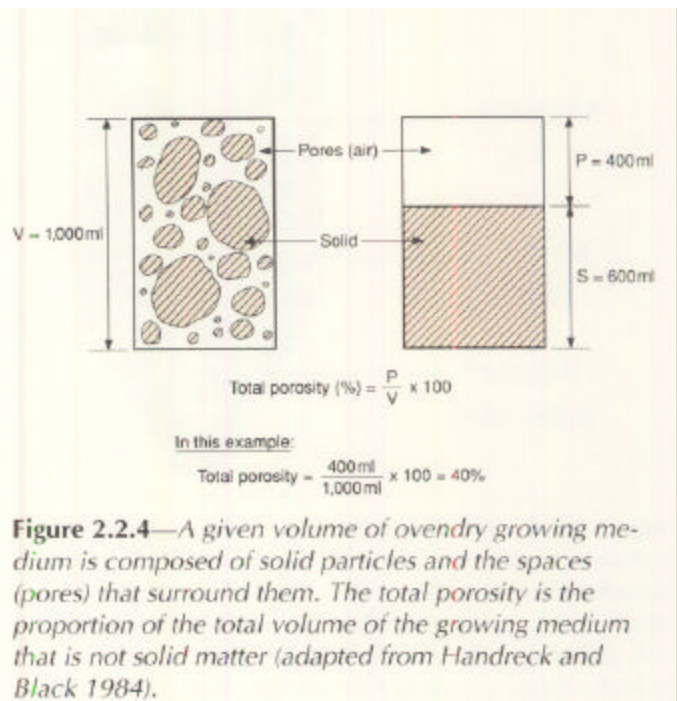 Pores (air)
P = 400ml
V = 1,000ml
Solid
S = 600ml
Total porosity (%) = P/V x 100
In this example:
Total porosity = 400ml/1,000ml x 100 = 40%
Figure 2.2.4—A given volume of ovendry growing me-
dium is composed of solid particles and the spaces
(pores) that surround them. The total porosity is the
proportion of the total volume of the growing medium
that is not solid matter (adapted from Handreck and
Black 1984).